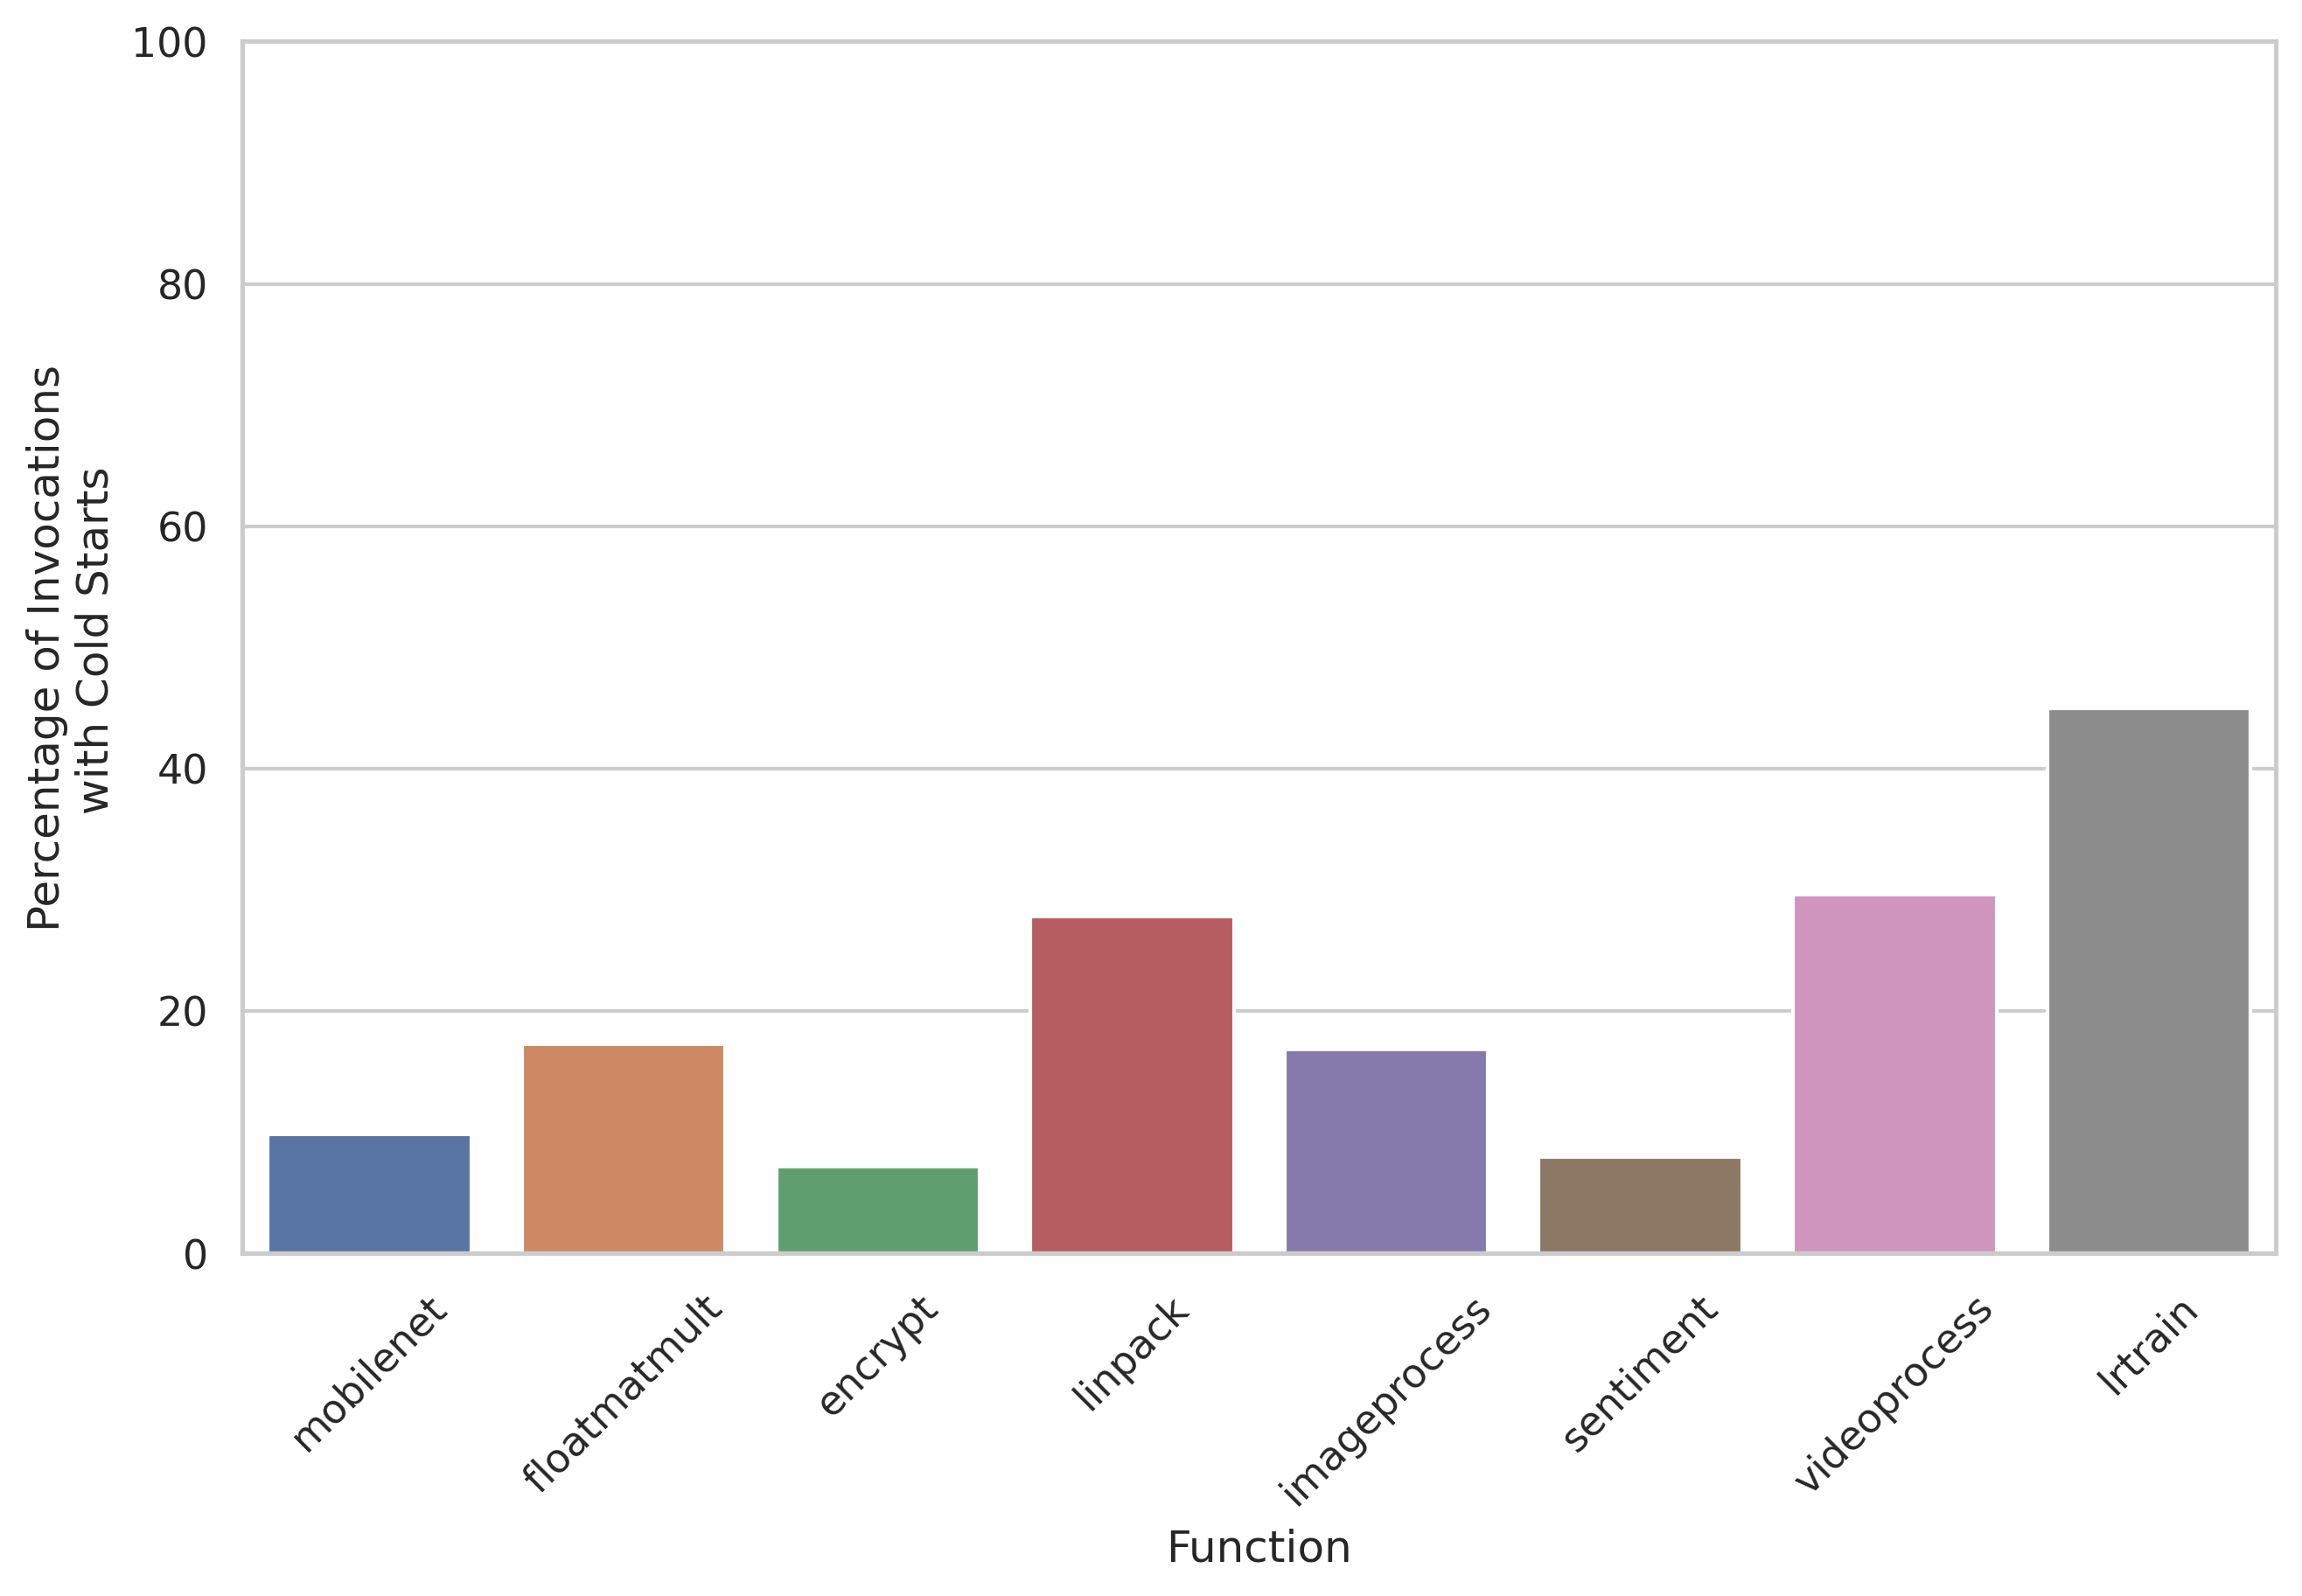 Percentage of Invocations
with Cold Starts
100
80
60
40
20
0
mobilenet
floatmatmult
encrypt
linpack
imageprocess
sentiment
videoprocess
lrtrain
Function